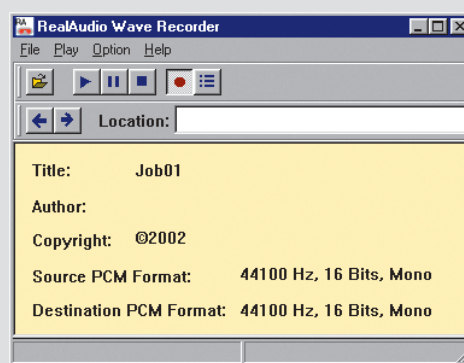 RealAudio Wave Recorder
File Play Option Help
Location:
Title: Job01
Author:
Copyright: ©2002
Source PCM Format: 44100 Hz, 16 Bits, Mono
Destination PCM Format: 44100 Hz, 16 Bits, Mono